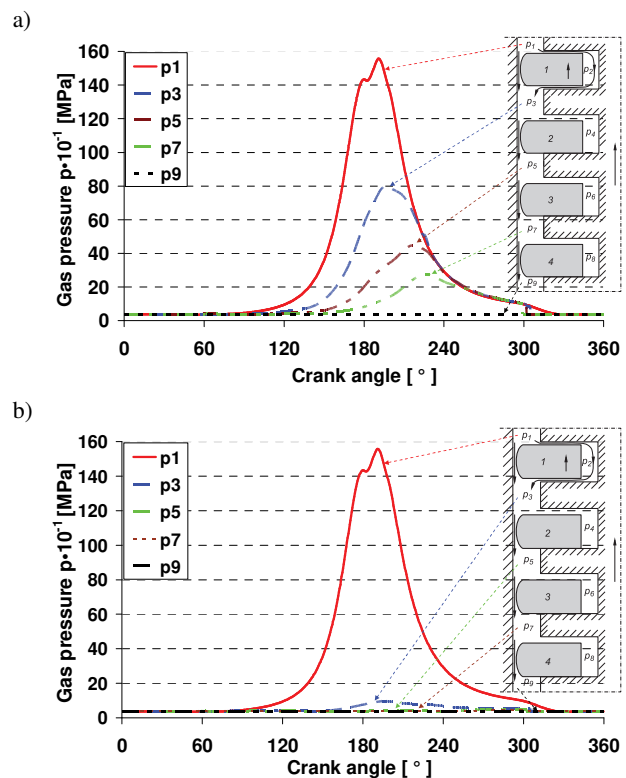 a)
Gas pressure p•10⁻¹ [MPa]
160
140
120
100
80
60
40
20
0
p1
p3
p5
p7
p9
0 60 120 180 240 300 360
Crank angle [ ° ]
p1
1
p2
p3
2
p4
p5
3
p6
p7
4
p8
p9
b)
Gas pressure p•10⁻¹ [MPa]
160
140
120
100
80
60
40
20
0
p1
p3
p5
p7
p9
0 60 120 180 240 300 360
Crank angle [ ° ]
p1
1
p2
p3
2
p4
p5
3
p6
p7
4
p8
p9